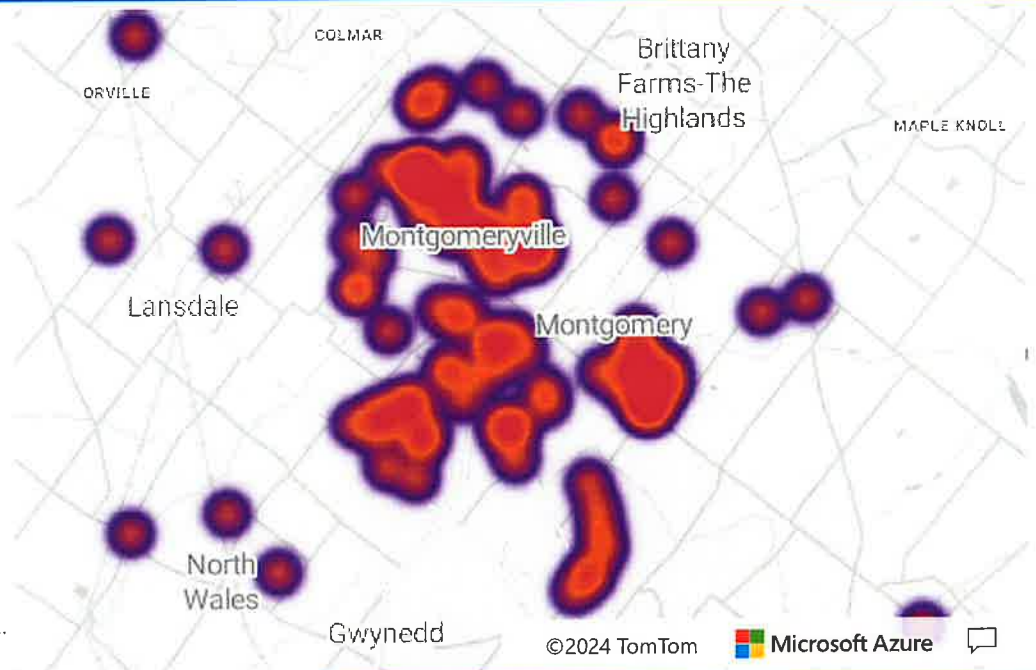 COLMAR
Brittany
Farms-The
Highlands
ORVILLE
MAPLE KNOLL
Montgomeryville
Lansdale
Montgomery
North
Wales
Gwynedd
©2024 TomTom
Microsoft Azure